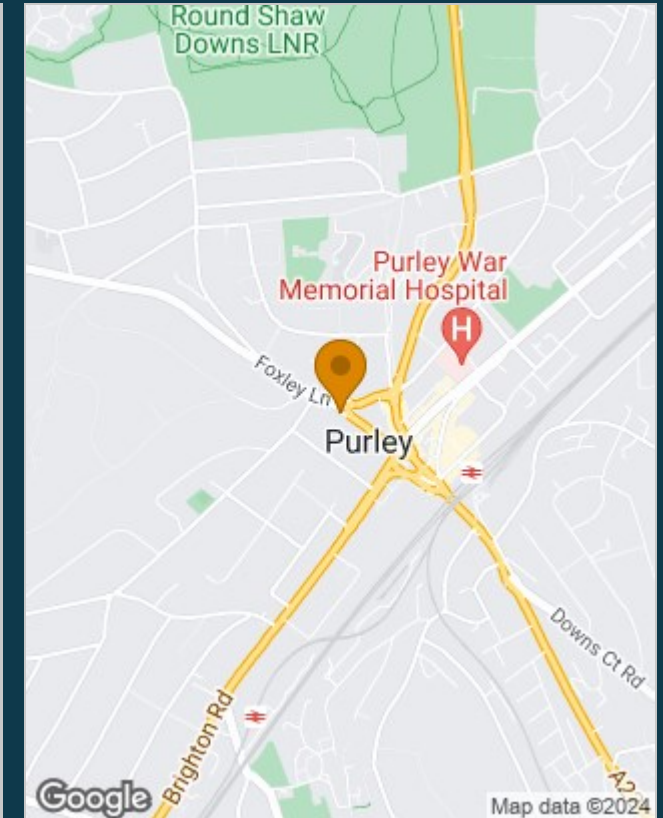 Round Shaw
Downs LNR
Purley War
Memorial Hospital
H
Foxley Ln
Purley
Downs Ct Rd
Brighton Rd
A2
Google
Map data ©2024